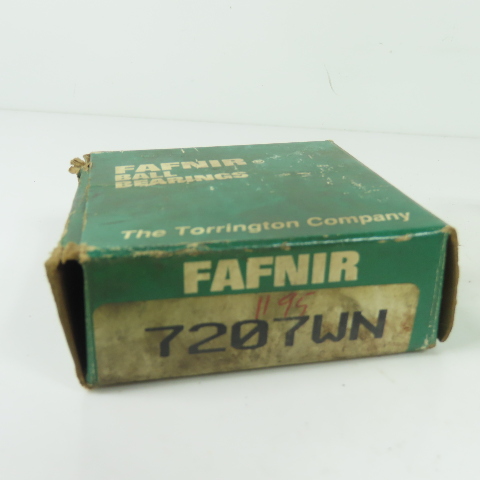 FAFNIR®
BALL
BEARINGS
The Torrington Company
FAFNIR
11 95
7207WN